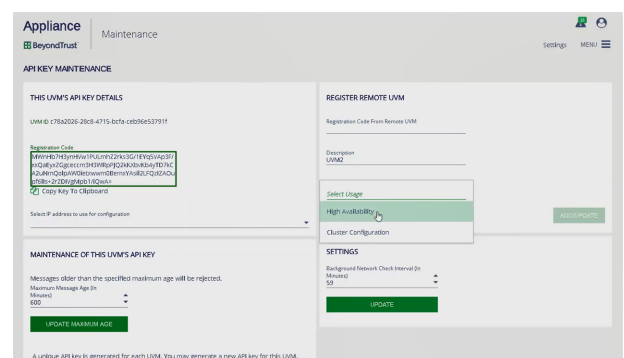 Appliance
BeyondTrust
Maintenance
Settings
MENU
API KEY MAINTENANCE
THIS UVM'S API KEY DETAILS
UVM ID c78a2026-28c8-4715-bcfa-ceb96e53791f
Registration Code
Copy Key To Clipboard
Select IP address to use for configuration
REGISTER REMOTE UVM
Registration Code From Remote UVM
Description
UVM2
Select Usage
High Availability
Cluster Configuration
ADD/UPDATE
MAINTENANCE OF THIS UVM'S API KEY
Messages older than the specified maximum age will be rejected.
Maximum Message Age (In
Minutes)
600
UPDATE MAXIMUM AGE
A unique API key is generated for each UVM. You may generate a new API key for this UVM.
SETTINGS
Background Network Check Interval (In
Minutes)
59
UPDATE